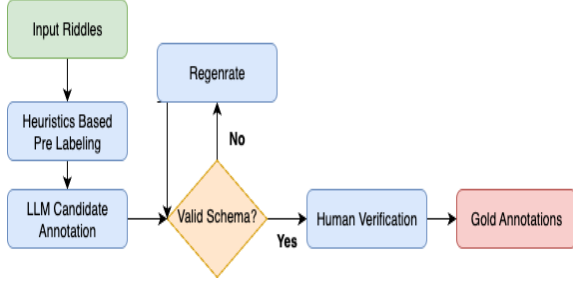 Input Riddles
Regenrate
Heuristics Based
Pre Labeling
No
LLM Candidate
Annotation
Valid Schema?
Yes
Human Verification
Gold Annotations